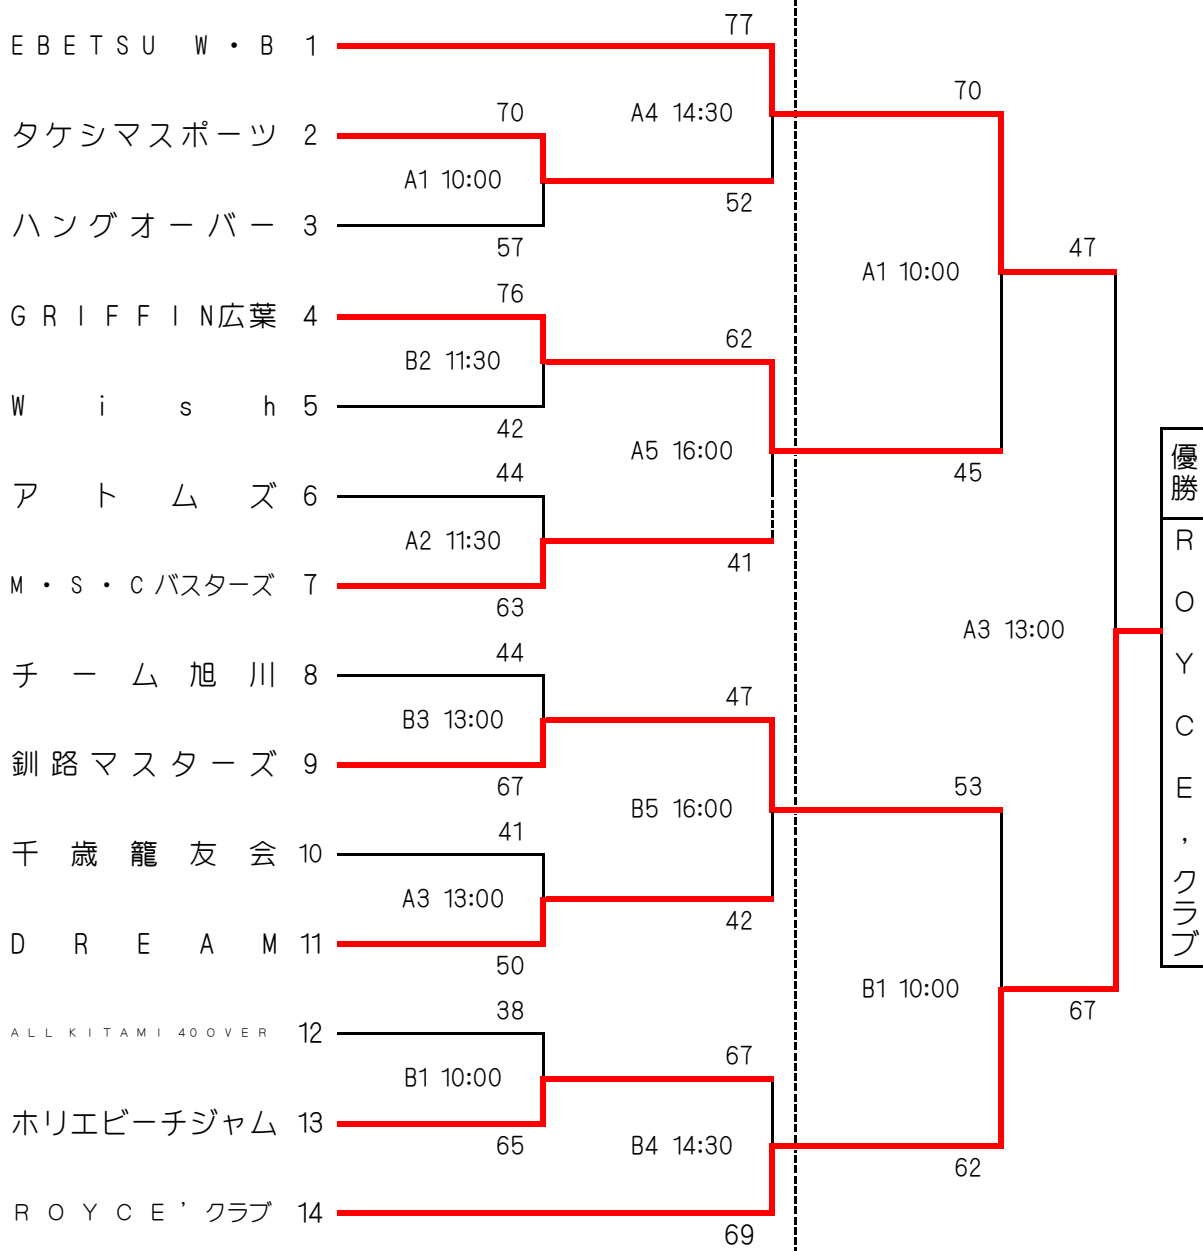 77
EBETSU W・B 1
70
70
A4 14:30
タケシマスポーツ 2
A1 10:00
52
ハングオーバー 3
57
47
A1 10:00
76
GRIFFIN広葉 4
62
B2 11:30
Wish 5
42
A5 16:00
45
44
アトムズ 6
A2 11:30
41
M・S・Cバスターズ 7
63
優勝
ROYCE'クラブ
A3 13:00
44
チーム旭川 8
47
B3 13:00
釧路マスターズ 9
67
53
B5 16:00
41
千歳籠友会 10
A3 13:00
42
DREAM 11
50
B1 10:00
67
38
ALL KITAMI 40 OVER 12
67
B1 10:00
ホリエビーチジャム 13
65
B4 14:30
62
ROYCE'クラブ 14
69